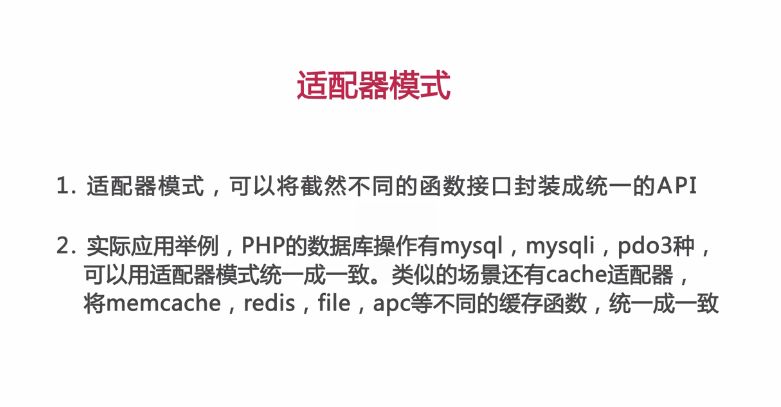 适配器模式
1. 适配器模式，可以将截然不同的函数接口封装成统一的API
2. 实际应用举例，PHP的数据库操作有mysql，mysqli，pdo3种，
可以用适配器模式统一成一致。类似的场景还有cache适配器，
将memcache，redis，file，apc等不同的缓存函数，统一成一致